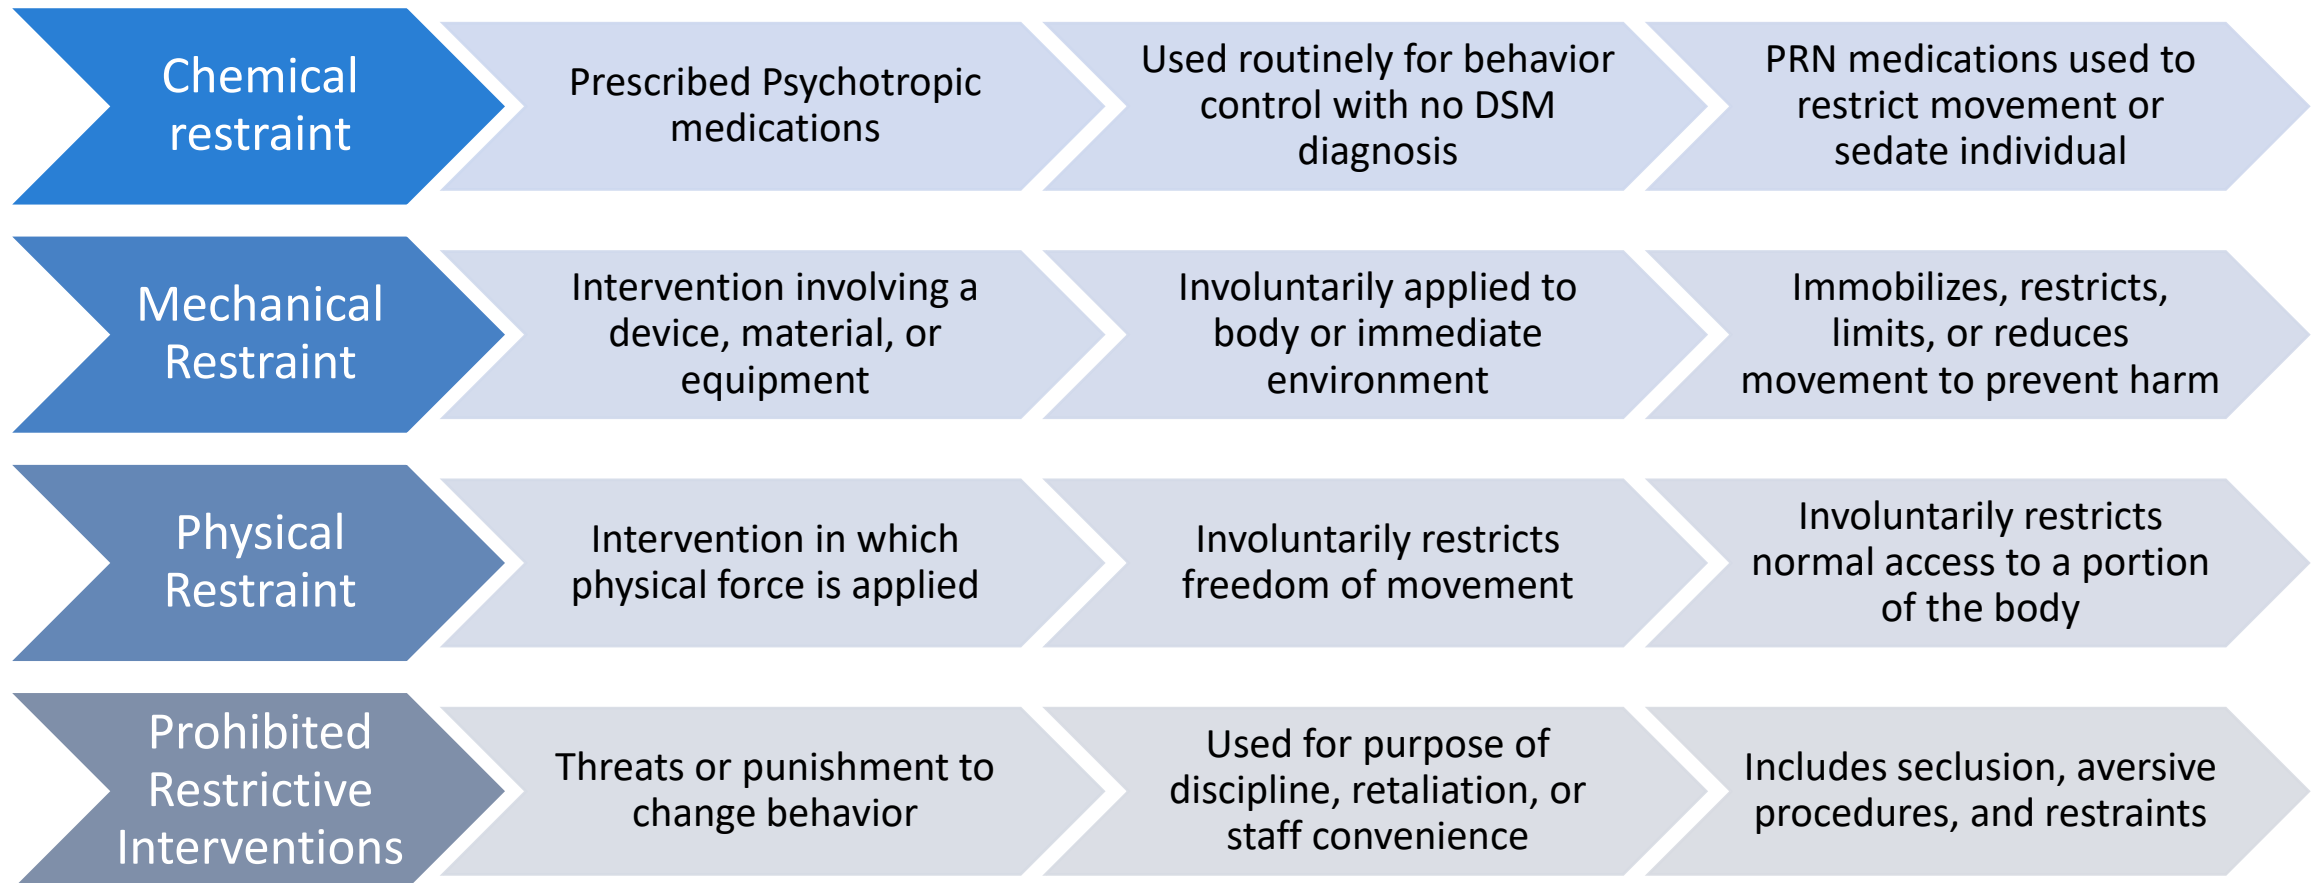 Chemical
restraint
Prescribed Psychotropic
medications
Used routinely for behavior
control with no DSM
diagnosis
PRN medications used to
restrict movement or
sedate individual
Mechanical
Restraint
Intervention involving a
device, material, or
equipment
Involuntarily applied to
body or immediate
environment
Immobilizes, restricts,
limits, or reduces
movement to prevent harm
Physical
Restraint
Intervention in which
physical force is applied
Involuntarily restricts
freedom of movement
Involuntarily restricts
normal access to a portion
of the body
Prohibited
Restrictive
Interventions
Threats or punishment to
change behavior
Used for purpose of
discipline, retaliation, or
staff convenience
Includes seclusion, aversive
procedures, and restraints